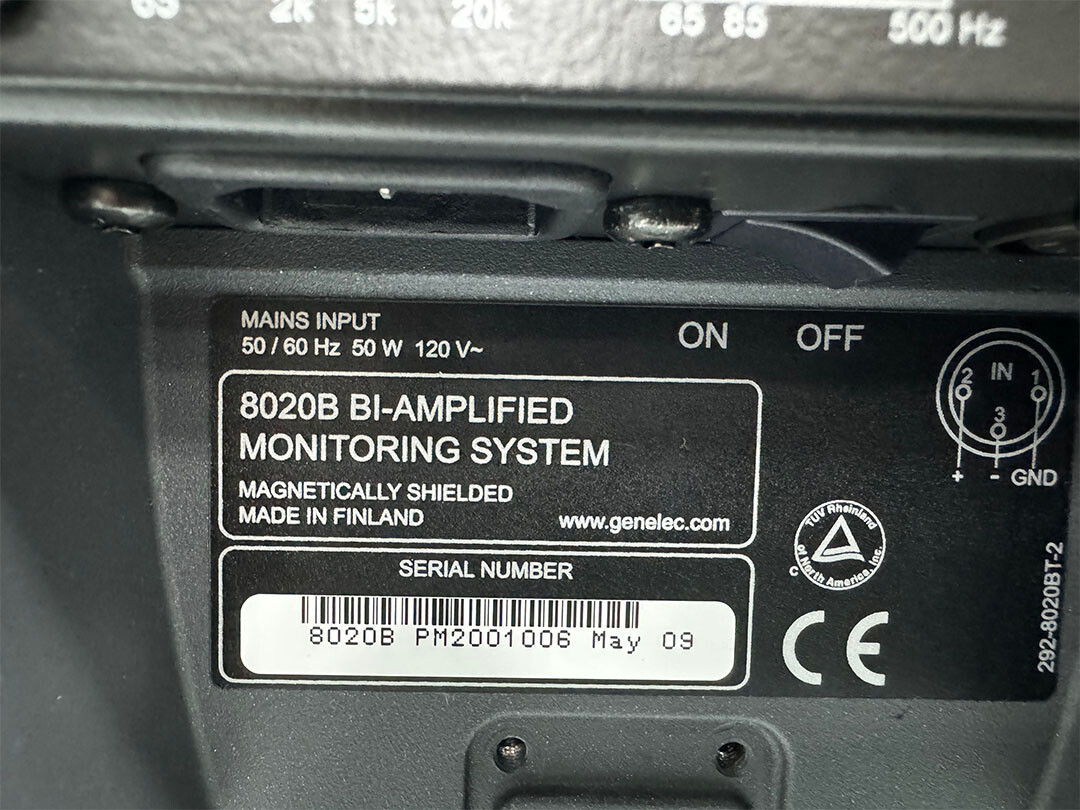 2k 5k 20k 65 85 500 Hz
MAINS INPUT
50 / 60 Hz 50 W 120 V~
ON OFF
8020B BI-AMPLIFIED
MONITORING SYSTEM
MAGNETICALLY SHIELDED
MADE IN FINLAND
www.genelec.com
SERIAL NUMBER
8020B PM2001006 May 09
IN
2 1
3
+ - GND
TÜV Rheinland
of North America, Inc.
C
CE
292-8020BT-2